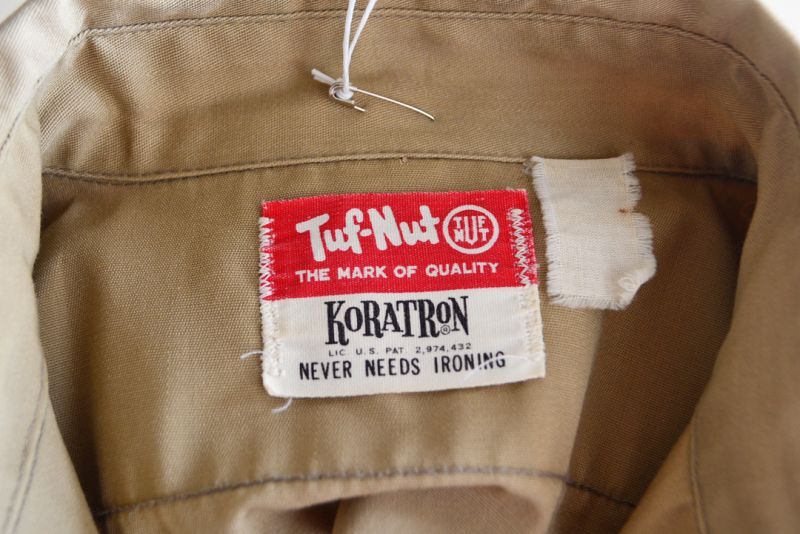 Tuf-Nut
TUF
NUT
THE MARK OF QUALITY
KORATRON®
LIC. U.S. PAT 2,974,432
NEVER NEEDS IRONING